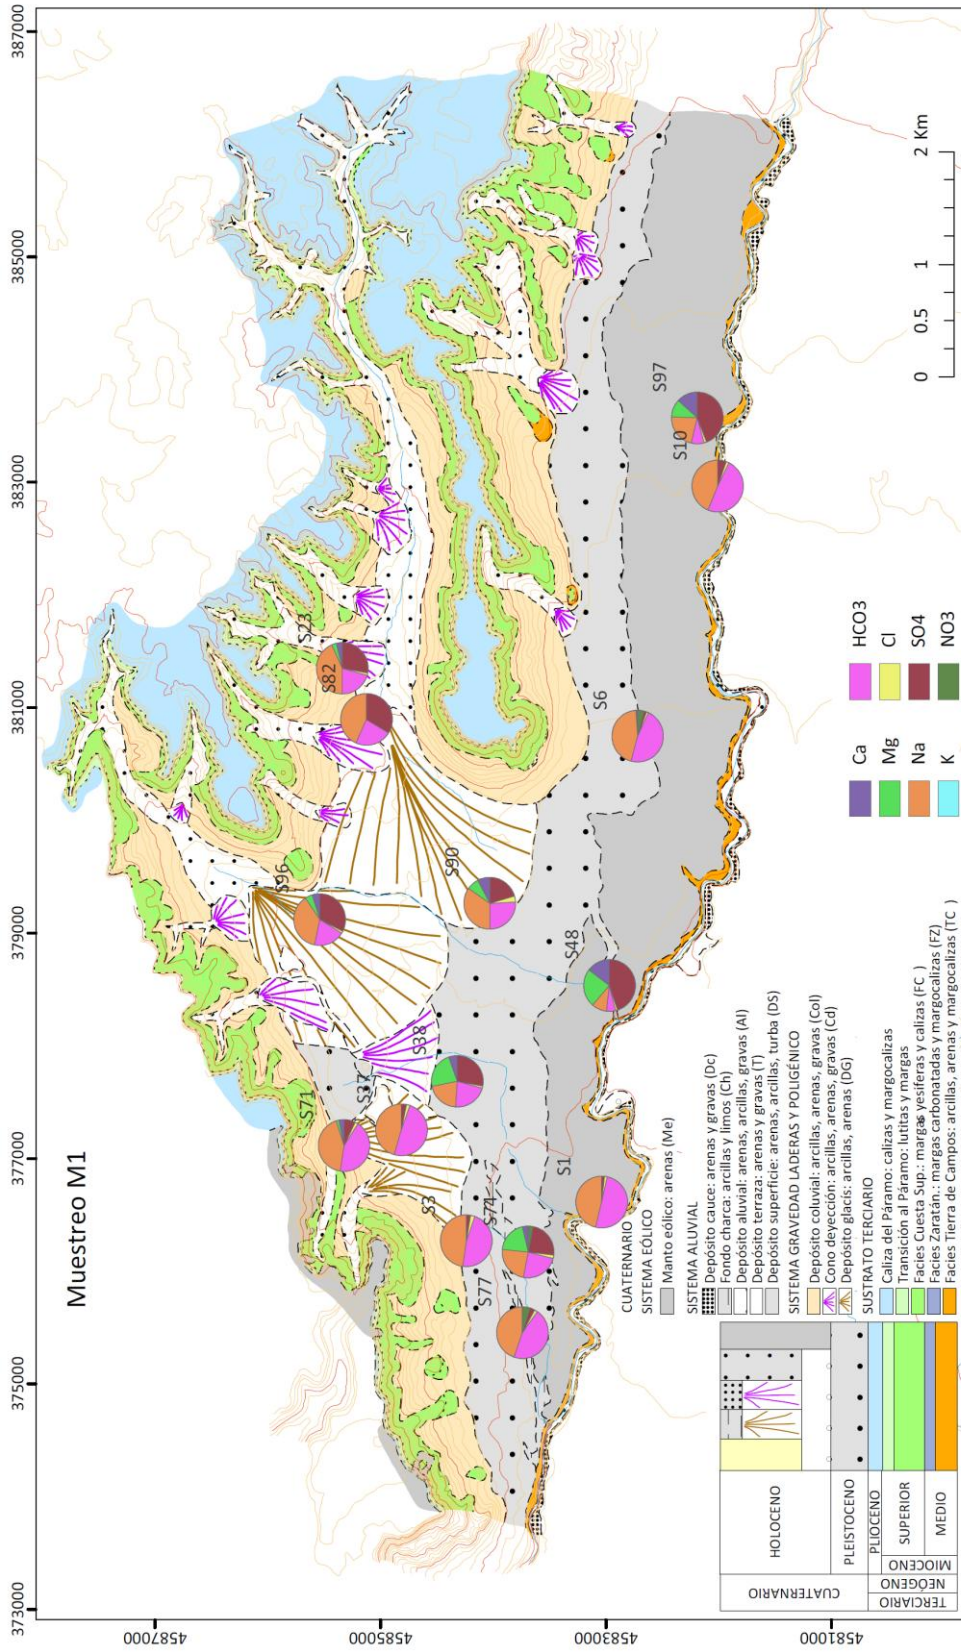 Muestreo M1
373000
375000
377000
379000
381000
383000
385000
387000
4587000
4585000
4583000
4581000
S23
S82
S96
S90
S71
S37
S38
S48
S3
S74
S77
S1
S6
S10
S97
0 0.5 1 2 Km
Ca
Mg
Na
K
HCO3
Cl
SO4
NO3
CUATERNARIO
SISTEMA EÓLICO
Manto eólico: arenas (Me)
SISTEMA ALUVIAL
Depósito cauce: arenas y gravas (Dc)
Fondo charca: arcillas y limos (Ch)
Depósito aluvial: arenas, arcillas, gravas (Al)
Depósito terraza: arenas y gravas (T)
Depósito superficie: arenas, arcillas, turba (DS)
SISTEMA GRAVEDAD LADERAS Y POLIGÉNICO
Depósito coluvial: arcillas, arenas, gravas (Col)
Cono deyección: arcillas, arenas, gravas (Cd)
Depósito glacis: arcillas, arenas (DG)
SUSTRATO TERCIARIO
Caliza del Páramo: calizas y margocalizas
Transición al Páramo: lutitas y margas
Facies Cuesta Sup.: margas yesíferas y calizas (FC )
Facies Zaratán.: margas carbonatadas y margocalizas (FZ)
Facies Tierra de Campos: arcillas, arenas y margocalizas (TC )
CUATERNARIO
HOLOCENO
PLEISTOCENO
TERCIARIO
NEÓGENO
PLIOCENO
MIOCENO
SUPERIOR
MEDIO